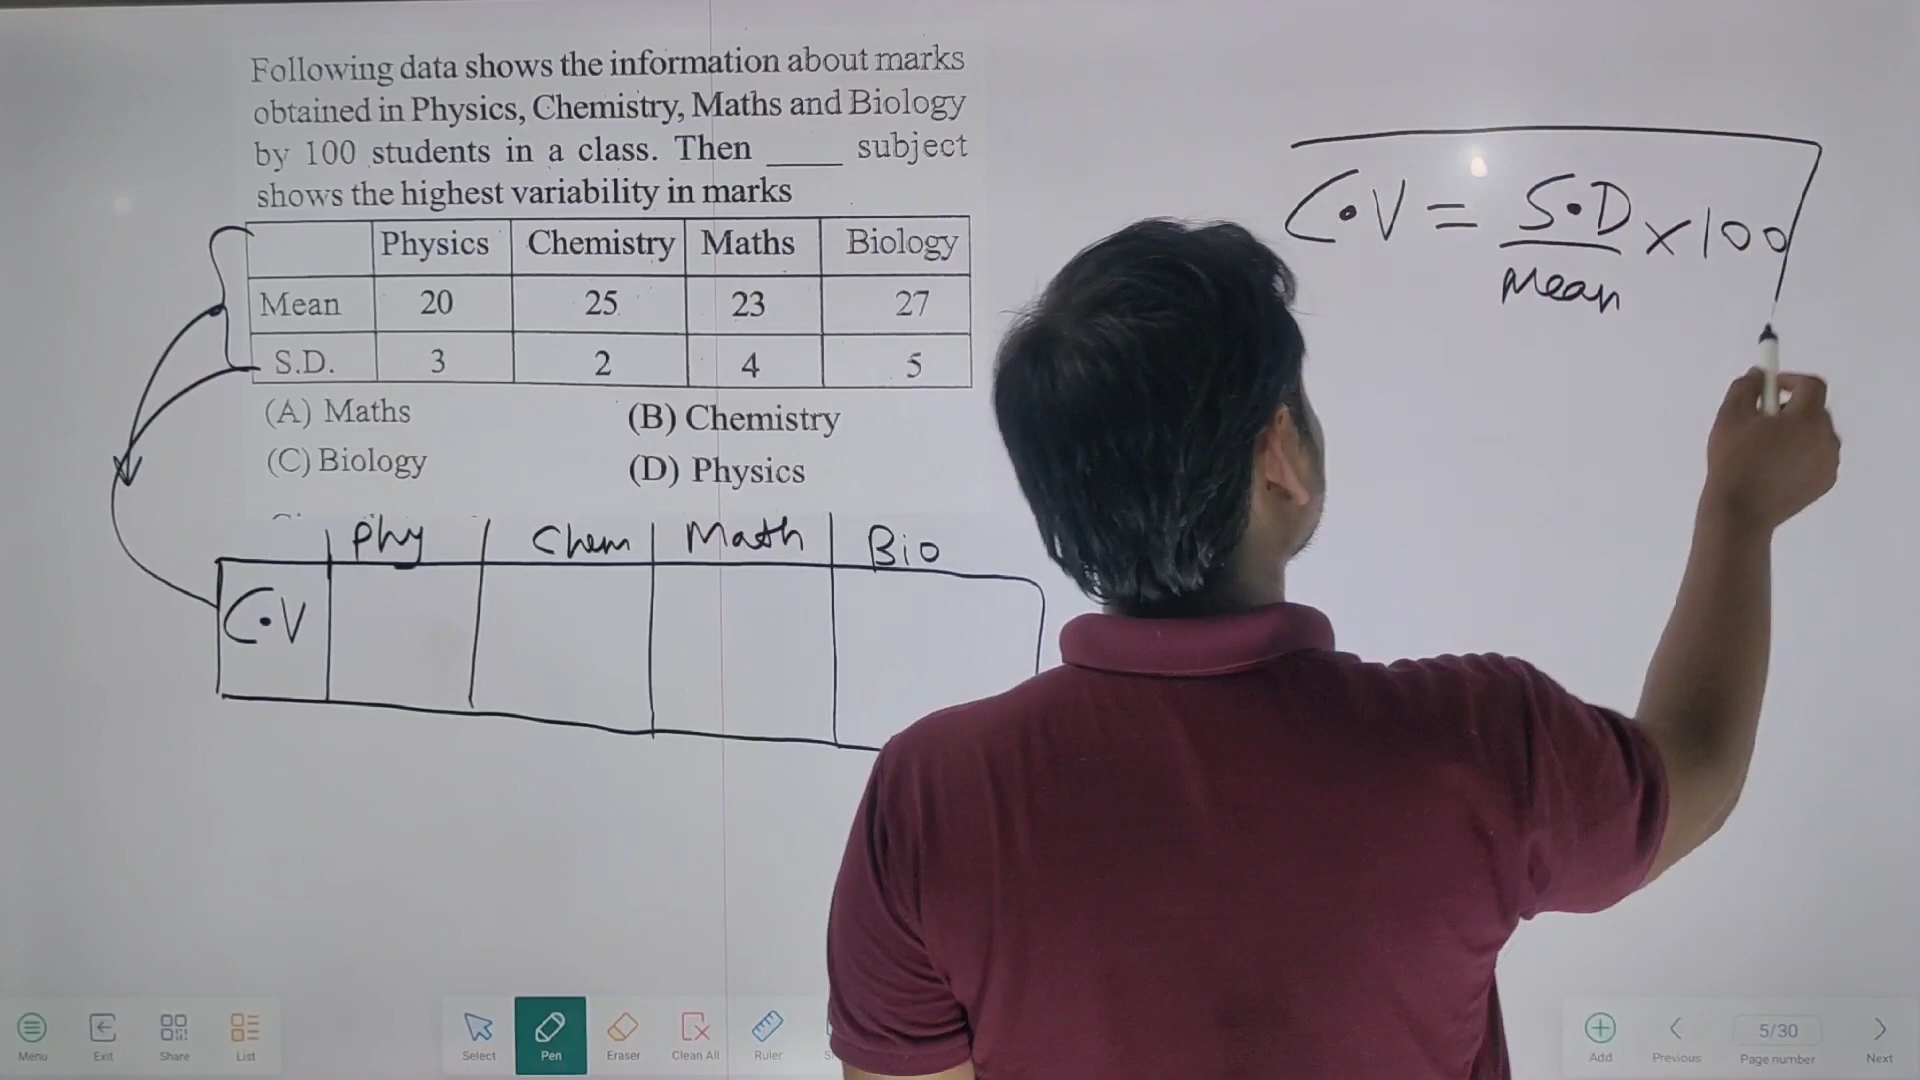 Following data shows the information about marks
obtained in Physics, Chemistry, Maths and Biology
by 100 students in a class. Then ____ subject
shows the highest variability in marks
Physics Chemistry Maths Biology
Mean 20 25 23 27
S.D. 3 2 4 5
(A) Maths (B) Chemistry
(C) Biology (D) Physics
Phy Chem Math Bio
C.V
C.V = S.D / Mean × 100
Menu Exit Share List Select Pen Eraser Clean All Ruler Add Previous 5/30 Page number Next